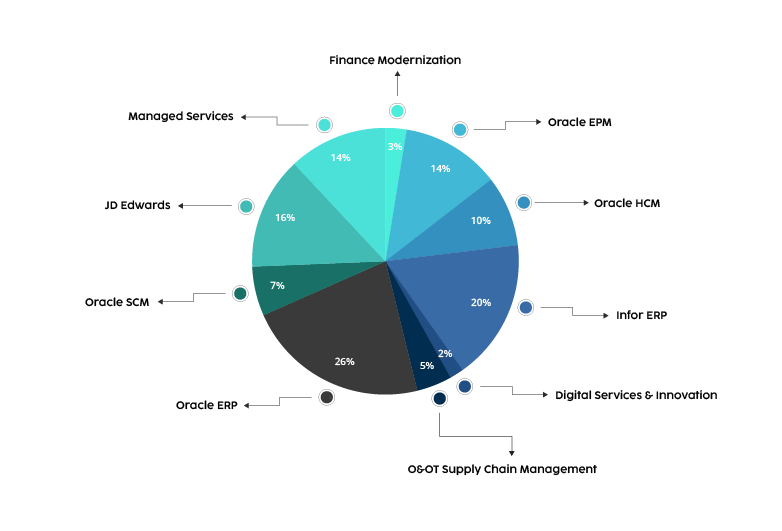 Finance Modernization
Managed Services
Oracle EPM
3%
14%
14%
JD Edwards
Oracle HCM
16%
10%
7%
20%
Oracle SCM
Infor ERP
26%
5%
2%
Oracle ERP
Digital Services & Innovation
O&OT Supply Chain Management